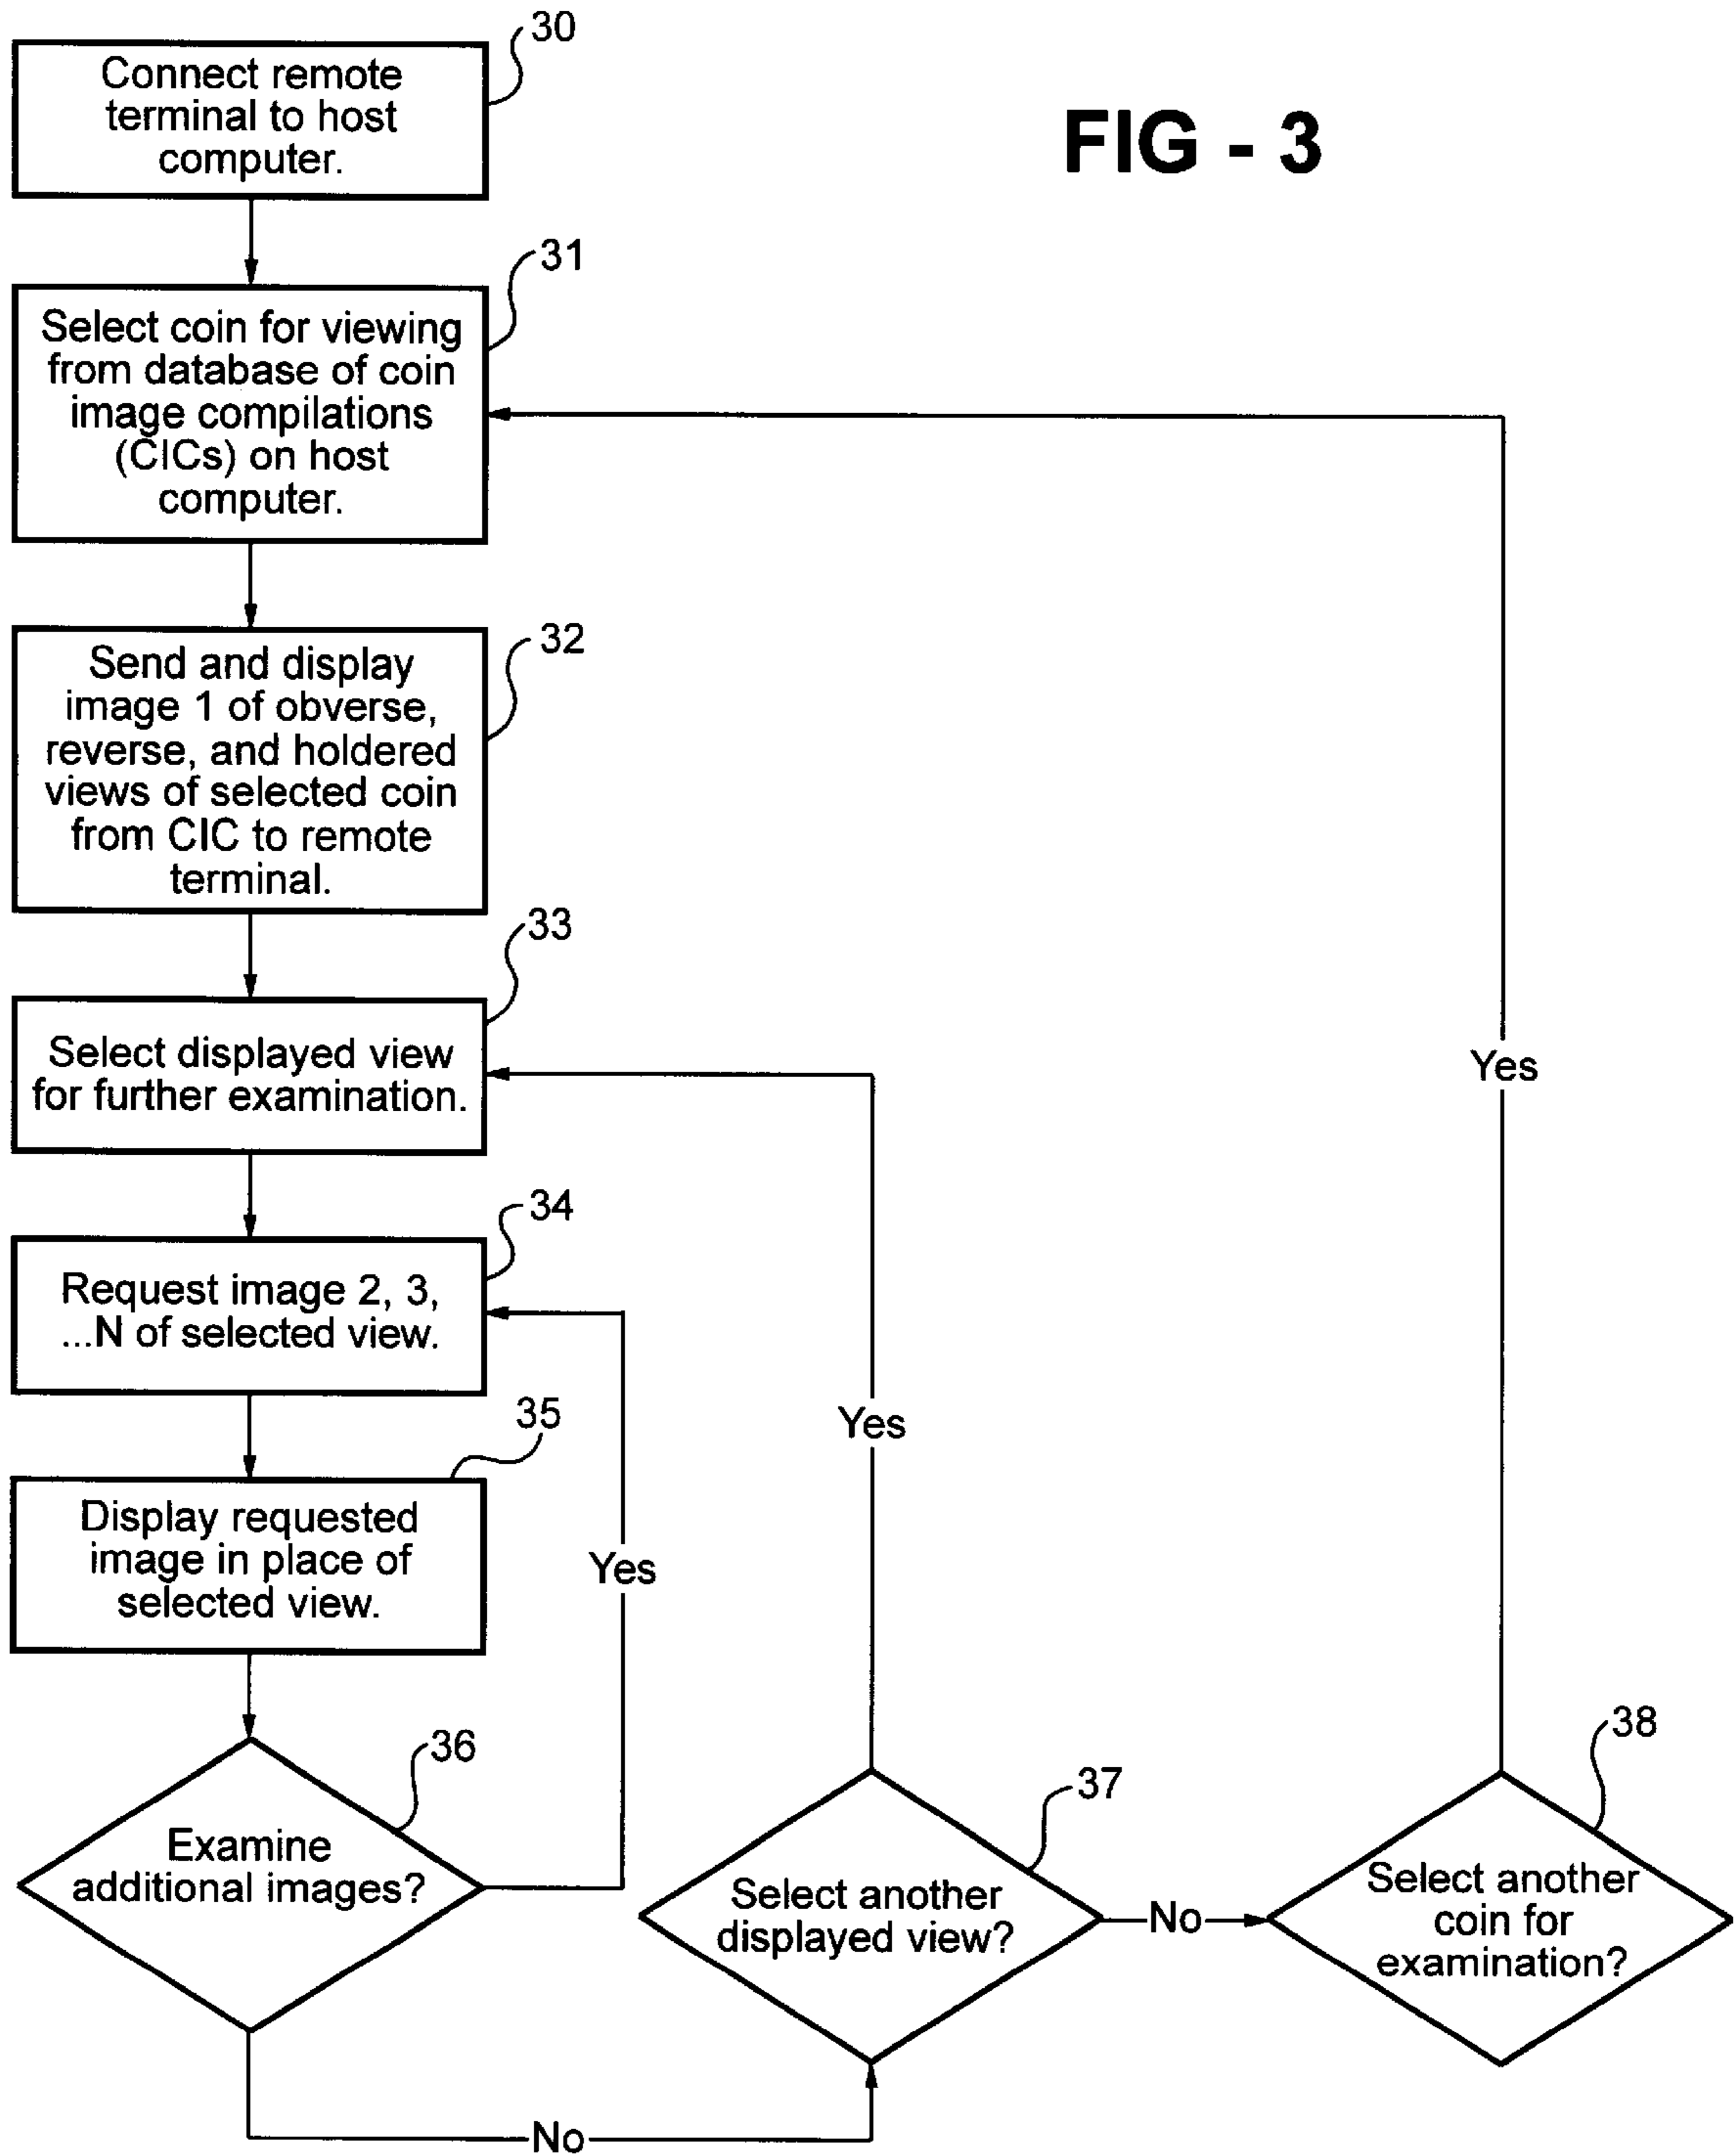 30
Connect remote
terminal to host
computer.
FIG - 3
31
Select coin for viewing
from database of coin
image compilations
(CICs) on host
computer.
32
Send and display
image 1 of obverse,
reverse, and holdered
views of selected coin
from CIC to remote
terminal.
33
Select displayed view
for further examination.
Yes
34
Request image 2, 3,
...N of selected view.
Yes
35
Display requested
image in place of
selected view.
Yes
36
Examine
additional images?
37
Select another
displayed view?
No
38
Select another
coin for
examination?
No